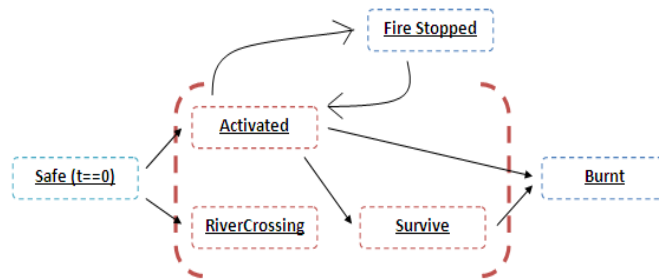 Fire Stopped
Activated
Safe (t==0)
Burnt
RiverCrossing
Survive